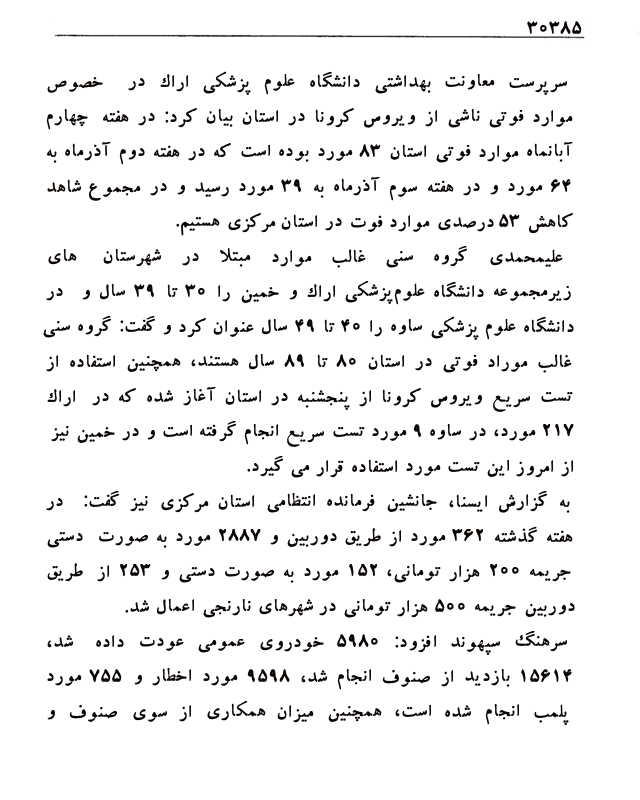 ۳۰۳۸۵
سرپرست معاونت بهداشتی دانشگاه علوم پزشکی اراک در خصوص
موارد فوتی ناشی از ویروس کرونا در استان بیان کرد: در هفته چهارم
آبانماه موارد فوتی استان ۸۳ مورد بوده است که در هفته دوم آذرماه به
۶۴ مورد و در هفته سوم آذرماه به ۳۹ مورد رسید و در مجموع شاهد
کاهش ۵۳ درصدی موارد فوت در استان مرکزی هستیم.
علیمحمدی گروه سنی غالب موارد مبتلا در شهرستان های
زیرمجموعه دانشگاه علوم‌پزشکی اراک و خمین را ۳۰ تا ۳۹ سال و در
دانشگاه علوم پزشکی ساوه را ۴۰ تا ۴۹ سال عنوان کرد و گفت: گروه سنی
غالب موراد فوتی در استان ۸۰ تا ۸۹ سال هستند، همچنین استفاده از
تست سریع ویروس کرونا از پنجشنبه در استان آغاز شده که در اراک
۲۱۷ مورد، در ساوه ۹ مورد تست سریع انجام گرفته است و در خمین نیز
از امروز این تست مورد استفاده قرار می گیرد.
به گزارش ایسنا، جانشین فرمانده انتظامی استان مرکزی نیز گفت: در
هفته گذشته ۳۶۲ مورد از طریق دوربین و ۲۸۸۷ مورد به صورت دستی
جریمه ۲۰۰ هزار تومانی، ۱۵۲ مورد به صورت دستی و ۲۵۳ از طریق
دوربین جریمه ۵۰۰ هزار تومانی در شهرهای نارنجی اعمال شد.
سرهنگ سپهوند افزود: ۵۹۸۰ خودروی عمومی عودت داده شد،
۱۵۶۱۴ بازدید از صنوف انجام شد، ۹۵۹۸ مورد اخطار و ۷۵۵ مورد
پلمب انجام شده است، همچنین میزان همکاری از سوی صنوف و